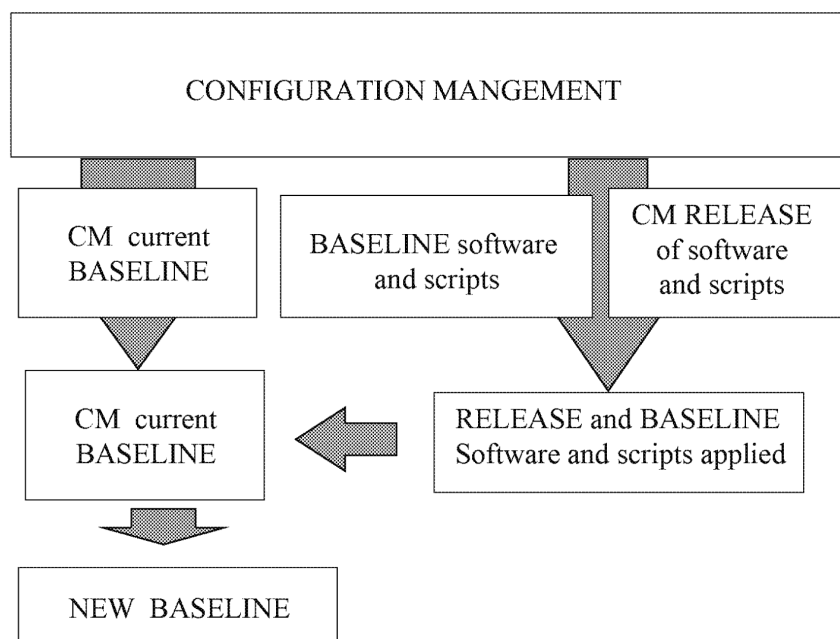 CONFIGURATION MANGEMENT
CM current
BASELINE
BASELINE software
and scripts
CM RELEASE
of software
and scripts
CM current
BASELINE
RELEASE and BASELINE
Software and scripts applied
NEW BASELINE